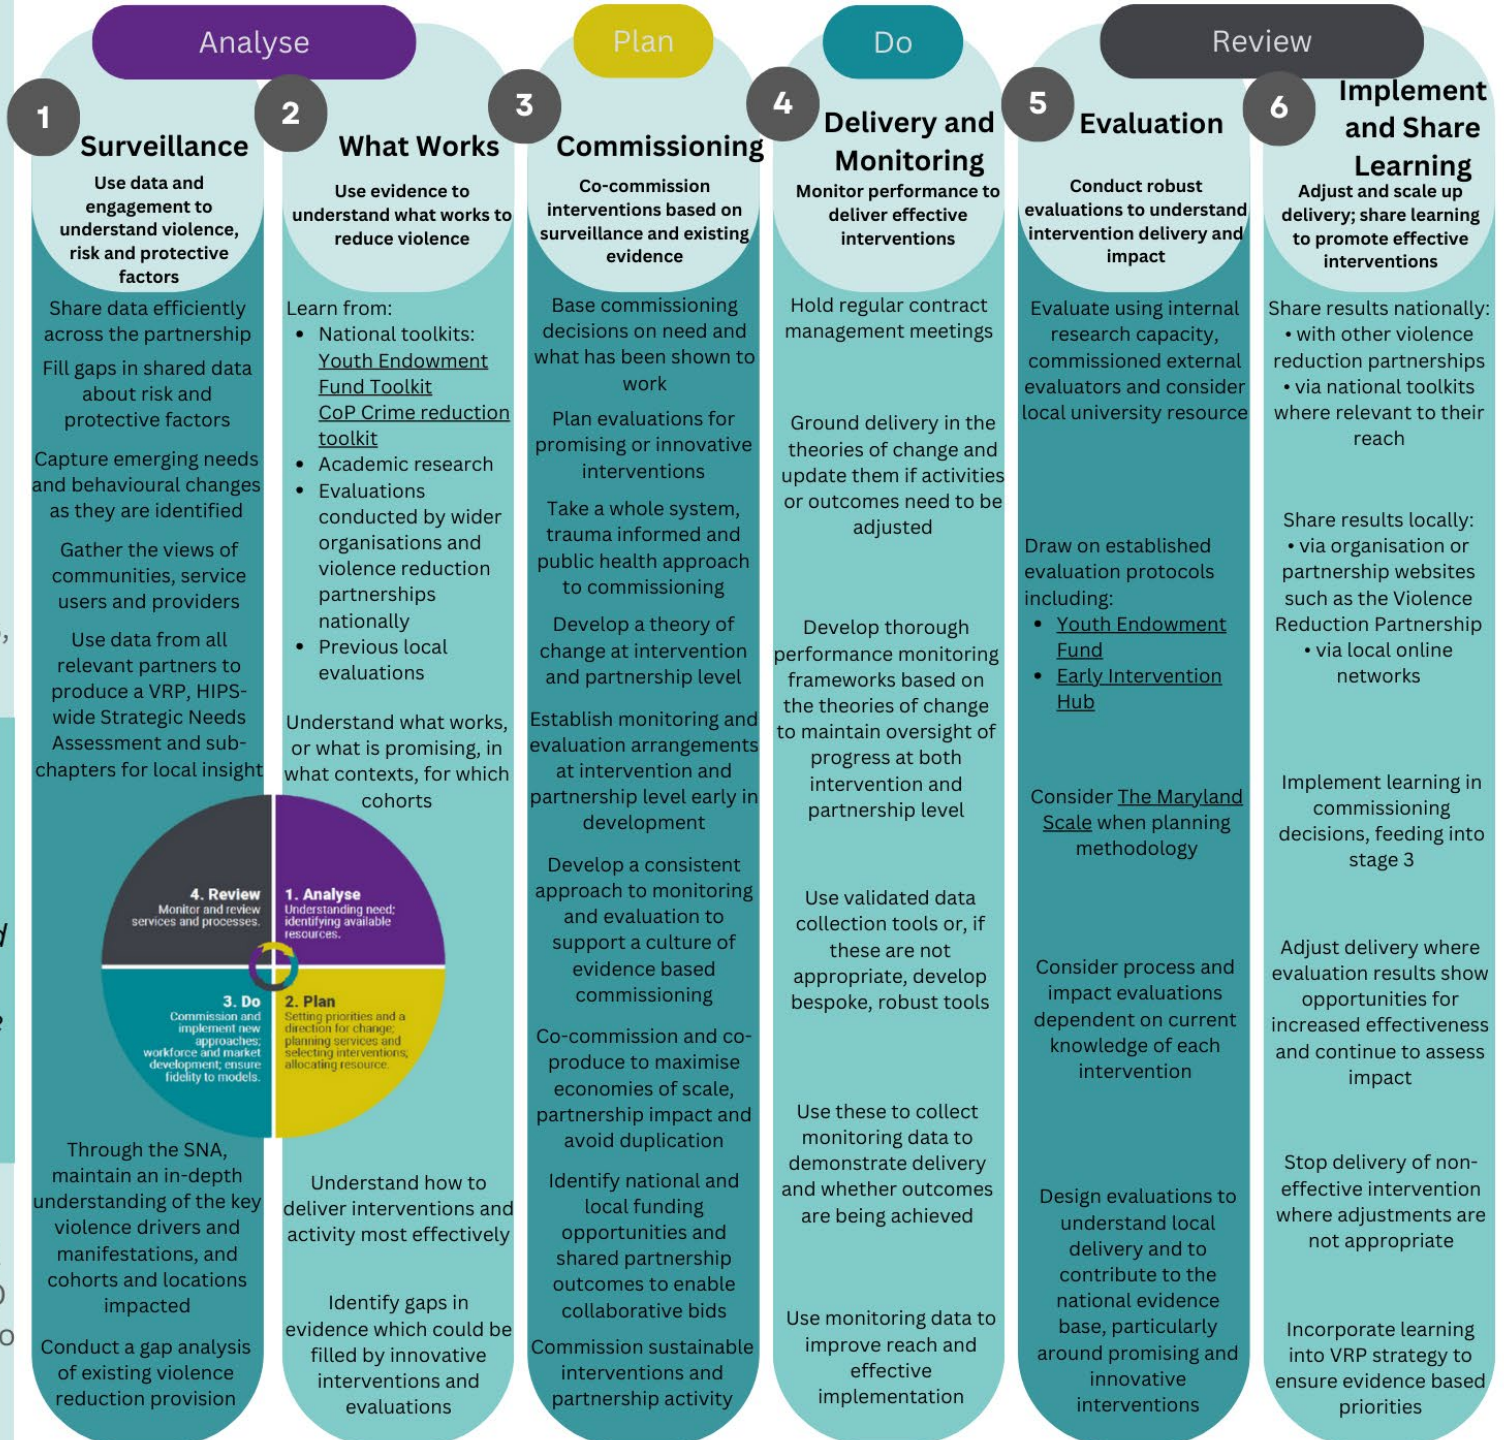 Analyse
Plan
Do
Review
1
Surveillance
Use data and
engagement to
understand violence,
risk and protective
factors
Share data efficiently
across the partnership
Fill gaps in shared data
about risk and
protective factors
Capture emerging needs
and behavioural changes
as they are identified
Gather the views of
communities, service
users and providers
Use data from all
relevant partners to
produce a VRP, HIPS-
wide Strategic Needs
Assessment and sub-
chapters for local insight
Through the SNA,
maintain an in-depth
understanding of the key
violence drivers and
manifestations, and
cohorts and locations
impacted
Conduct a gap analysis
of existing violence
reduction provision
2
What Works
Use evidence to
understand what works to
reduce violence
Learn from:
• National toolkits:
Youth Endowment
Fund Toolkit
CoP Crime reduction
toolkit
• Academic research
• Evaluations
conducted by wider
organisations and
violence reduction
partnerships
nationally
• Previous local
evaluations
Understand what works,
or what is promising, in
what contexts, for which
cohorts
4. Review
Monitor and review
services and processes.
1. Analyse
Understanding need;
identifying available
resources.
3. Do
Commission and
implement new
approaches;
workforce and market
development; ensure
fidelity to models.
2. Plan
Setting priorities and a
direction for change;
planning services and
selecting interventions;
allocating resource.
Understand how to
deliver interventions and
activity most effectively
Identify gaps in
evidence which could be
filled by innovative
interventions and
evaluations
3
Commissioning
Co-commission
interventions based on
surveillance and existing
evidence
Base commissioning
decisions on need and
what has been shown to
work
Plan evaluations for
promising or innovative
interventions
Take a whole system,
trauma informed and
public health approach
to commissioning
Develop a theory of
change at intervention
and partnership level
Establish monitoring and
evaluation arrangements
at intervention and
partnership level early in
development
Develop a consistent
approach to monitoring
and evaluation to
support a culture of
evidence based
commissioning
Co-commission and co-
produce to maximise
economies of scale,
partnership impact and
avoid duplication
Identify national and
local funding
opportunities and
shared partnership
outcomes to enable
collaborative bids
Commission sustainable
interventions and
partnership activity
4
Delivery and
Monitoring
Monitor performance to
deliver effective
interventions
Hold regular contract
management meetings
Ground delivery in the
theories of change and
update them if activities
or outcomes need to be
adjusted
Develop thorough
performance monitoring
frameworks based on
the theories of change
to maintain oversight of
progress at both
intervention and
partnership level
Use validated data
collection tools or, if
these are not
appropriate, develop
bespoke, robust tools
Use these to collect
monitoring data to
demonstrate delivery
and whether outcomes
are being achieved
Use monitoring data to
improve reach and
effective
implementation
5
Evaluation
Conduct robust
evaluations to understand
intervention delivery and
impact
Evaluate using internal
research capacity,
commissioned external
evaluators and consider
local university resource
Draw on established
evaluation protocols
including:
• Youth Endowment
Fund
• Early Intervention
Hub
Consider The Maryland
Scale when planning
methodology
Consider process and
impact evaluations
dependent on current
knowledge of each
intervention
Design evaluations to
understand local
delivery and to
contribute to the
national evidence
base, particularly
around promising and
innovative
interventions
6
Implement
and Share
Learning
Adjust and scale up
delivery; share learning
to promote effective
interventions
Share results nationally:
• with other violence
reduction partnerships
• via national toolkits
where relevant to their
reach
Share results locally:
• via organisation or
partnership websites
such as the Violence
Reduction Partnership
• via local online
networks
Implement learning in
commissioning
decisions, feeding into
stage 3
Adjust delivery where
evaluation results show
opportunities for
increased effectiveness
and continue to assess
impact
Stop delivery of non-
effective intervention
where adjustments are
not appropriate
Incorporate learning
into VRP strategy to
ensure evidence based
priorities